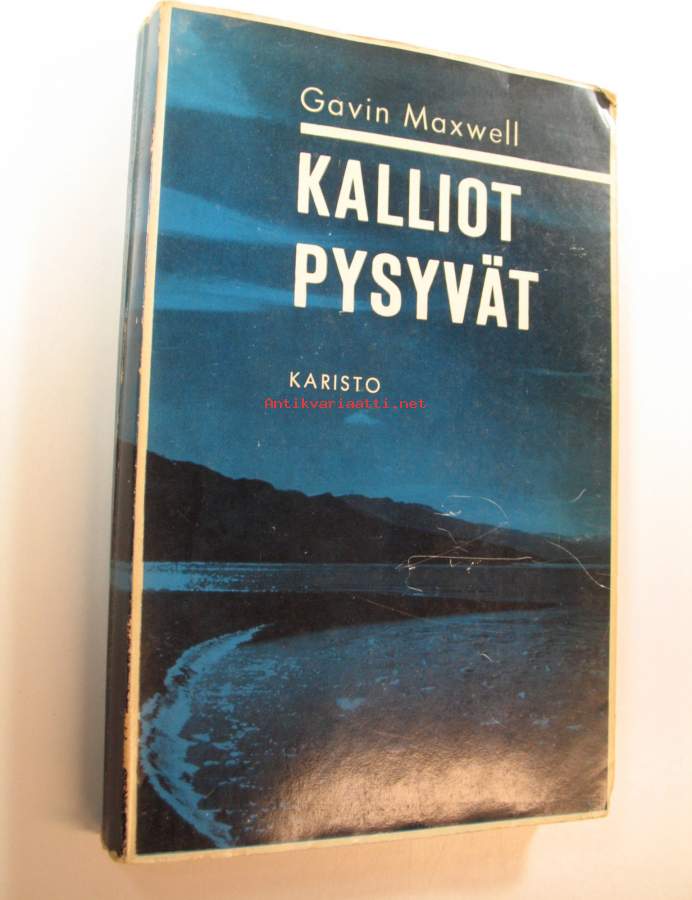 Gavin Maxwell
KALLIOT
PYSYVÄT
KARISTO
Antikvariaatti.net